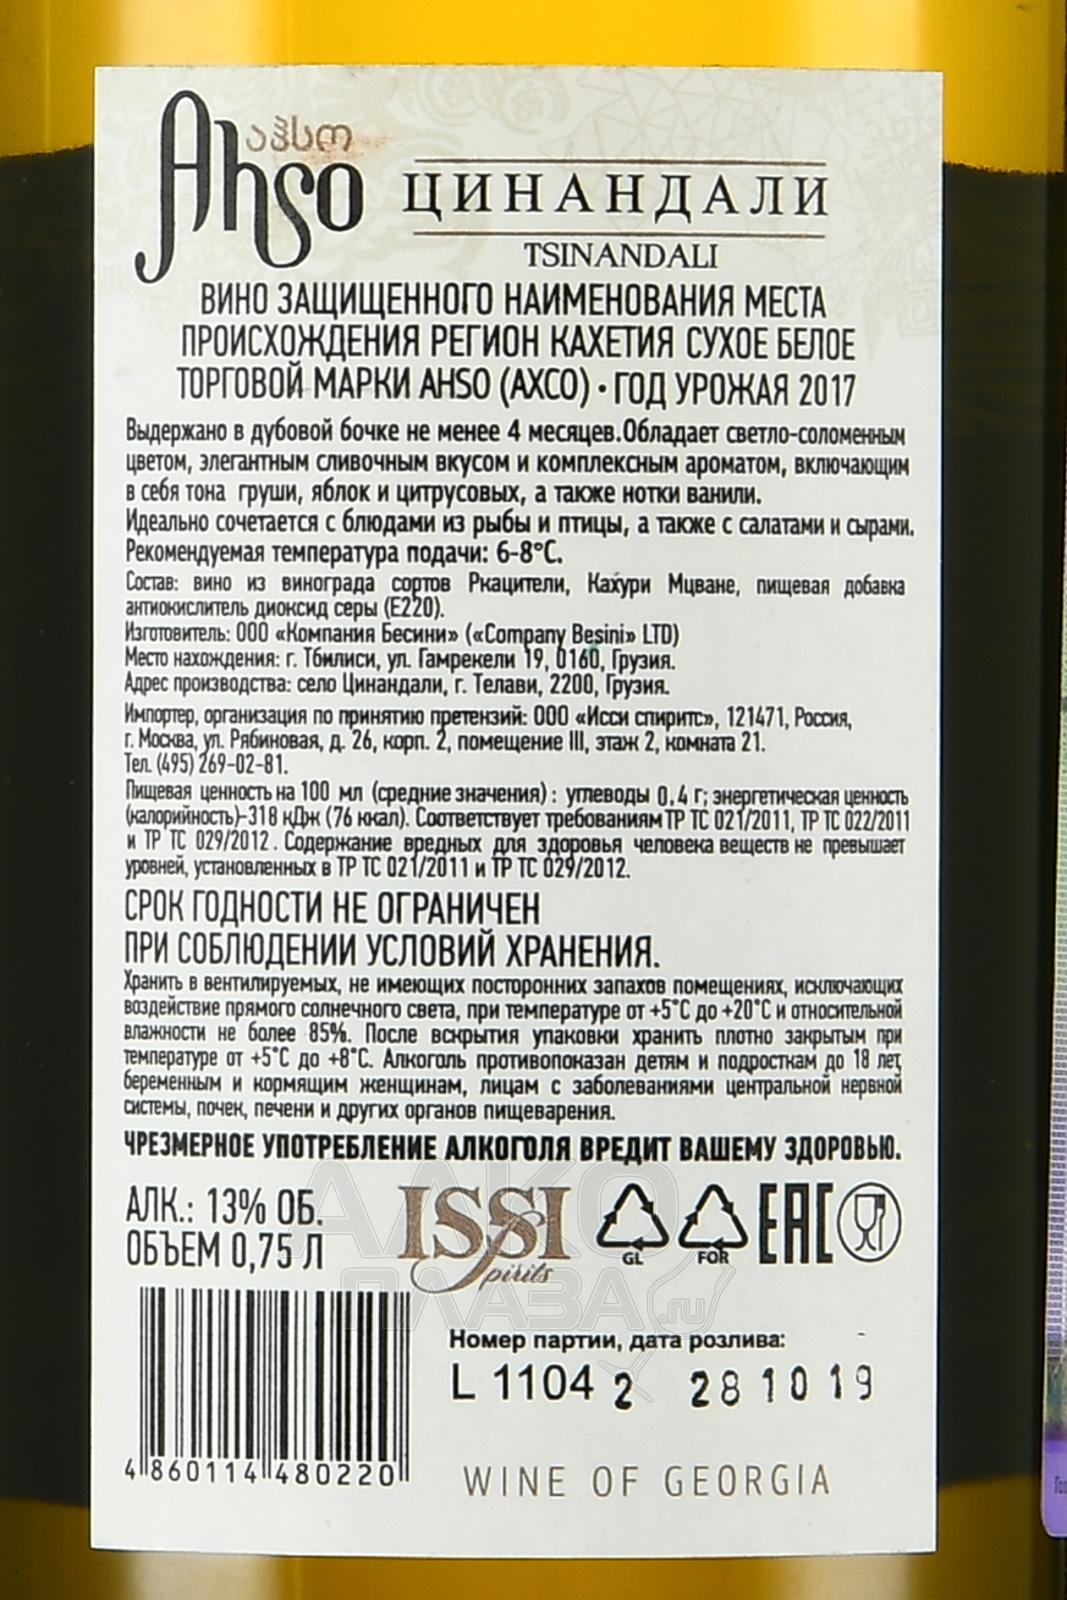 აჰსო
Ahso
ЦИНАНДАЛИ
TSINANDALI
ВИНО ЗАЩИЩЕННОГО НАИМЕНОВАНИЯ МЕСТА
ПРОИСХОЖДЕНИЯ РЕГИОН КАХЕТИЯ СУХОЕ БЕЛОЕ
ТОРГОВОЙ МАРКИ AHSO (АХСО) • ГОД УРОЖАЯ 2017
Выдержано в дубовой бочке не менее 4 месяцев.Обладает светло-соломенным
цветом, элегантным сливочным вкусом и комплексным ароматом, включающим
в себя тона груши, яблок и цитрусовых, а также нотки ванили.
Идеально сочетается с блюдами из рыбы и птицы, а также с салатами и сырами.
Рекомендуемая температура подачи: 6-8°C.
Состав: вино из винограда сортов Ркацители, Кахури Мцване, пищевая добавка
антиокислитель диоксид серы (Е220).
Изготовитель: ООО «Компания Бесини» («Company Besini» LTD)
Место нахождения: г. Тбилиси, ул. Гамрекели 19, 0160, Грузия.
Адрес производства: село Цинандали, г. Телави, 2200, Грузия.
Импортер, организация по принятию претензий: ООО «Исси спиритс», 121471, Россия,
г. Москва, ул. Рябиновая, д. 26, корп. 2, помещение III, этаж 2, комната 21.
Тел. (495) 269-02-81.
Пищевая ценность на 100 мл (средние значения) : углеводы 0,4 г; энергетическая ценность
(калорийность)-318 кДж (76 ккал). Соответствует требованиям ТР ТС 021/2011, ТР ТС 022/2011
и ТР ТС 029/2012. Содержание вредных для здоровья человека веществ не превышает
уровней, установленных в ТР ТС 021/2011 и ТР ТС 029/2012.
СРОК ГОДНОСТИ НЕ ОГРАНИЧЕН
ПРИ СОБЛЮДЕНИИ УСЛОВИЙ ХРАНЕНИЯ.
Хранить в вентилируемых, не имеющих посторонних запахов помещениях, исключающих
воздействие прямого солнечного света, при температуре от +5°С до +20°С и относительной
влажности не более 85%. После вскрытия упаковки хранить плотно закрытым при
температуре от +5°С до +8°С. Алкоголь противопоказан детям и подросткам до 18 лет,
беременным и кормящим женщинам, лицам с заболеваниями центральной нервной
системы, почек, печени и других органов пищеварения.
ЧРЕЗМЕРНОЕ УПОТРЕБЛЕНИЕ АЛКОГОЛЯ ВРЕДИТ ВАШЕМУ ЗДОРОВЬЮ.
АЛК.: 13% ОБ.
ОБЪЕМ 0,75 Л
ISSI
Spirits
GL
FOR
EAC
АЛКО
ПЛАЗА.ru
Номер партии, дата розлива:
L 1104 2 28 10 19
4 860114 480220
WINE OF GEORGIA